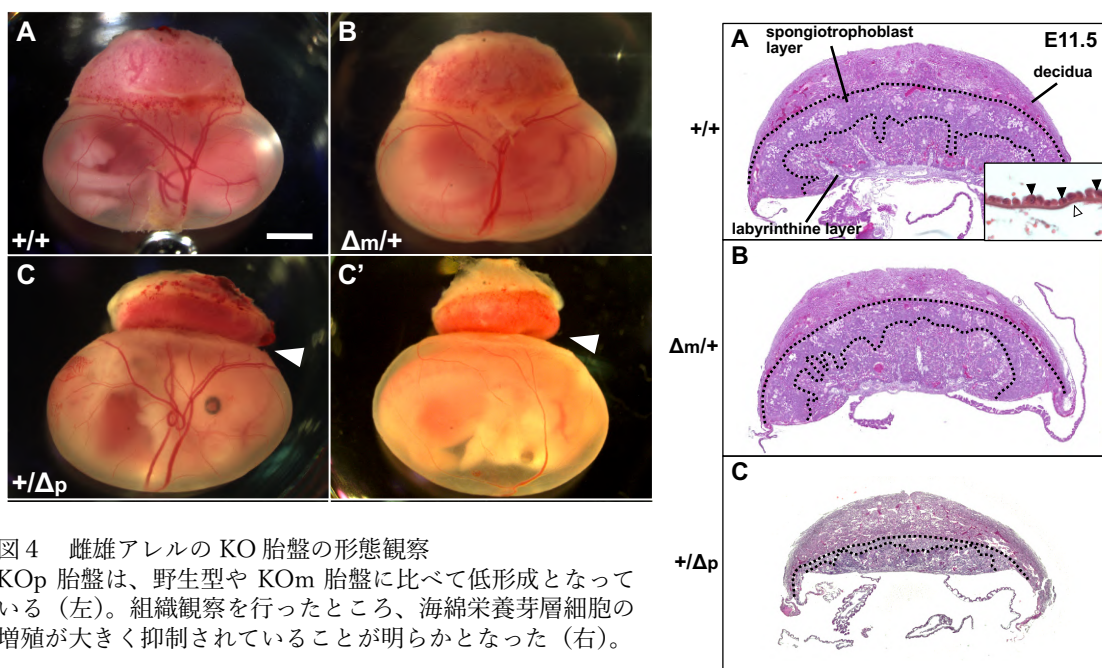 A
B
+/+
Δm/+
C
C'
+/Δp
A
spongiotrophoblast
layer
E11.5
decidua
+/+
labyrinthine layer
B
Δm/+
C
+/Δp
図４　雌雄アレルの KO 胎盤の形態観察
KOp 胎盤は、野生型や KOm 胎盤に比べて低形成となって
いる（左）。組織観察を行ったところ、海綿栄養芽層細胞の
増殖が大きく抑制されていることが明らかとなった（右）。